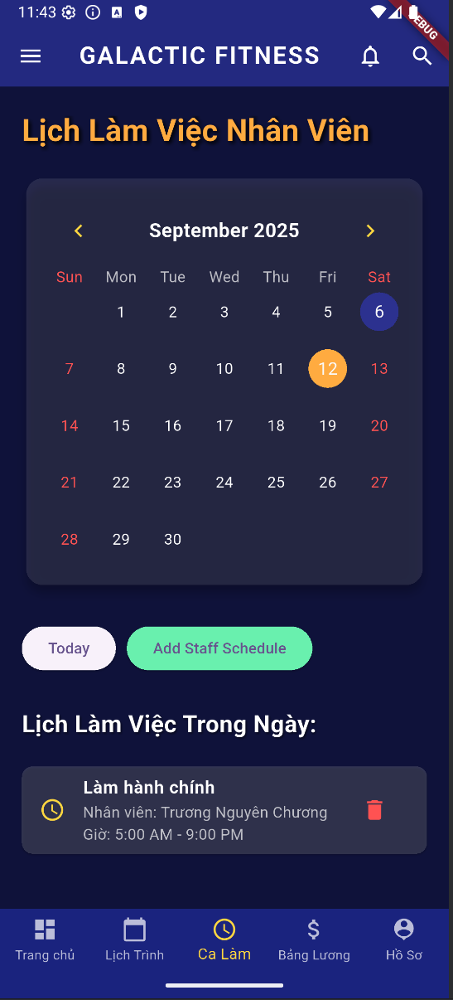 11:43
DEBUG
GALACTIC FITNESS
Lịch Làm Việc Nhân Viên
September 2025
Sun Mon Tue Wed Thu Fri Sat
1 2 3 4 5 6
7 8 9 10 11 12 13
14 15 16 17 18 19 20
21 22 23 24 25 26 27
28 29 30
Today Add Staff Schedule
Lịch Làm Việc Trong Ngày:
Làm hành chính
Nhân viên: Trương Nguyên Chương
Giờ: 5:00 AM - 9:00 PM
Trang chủ Lịch Trình Ca Làm Bảng Lương Hồ Sơ